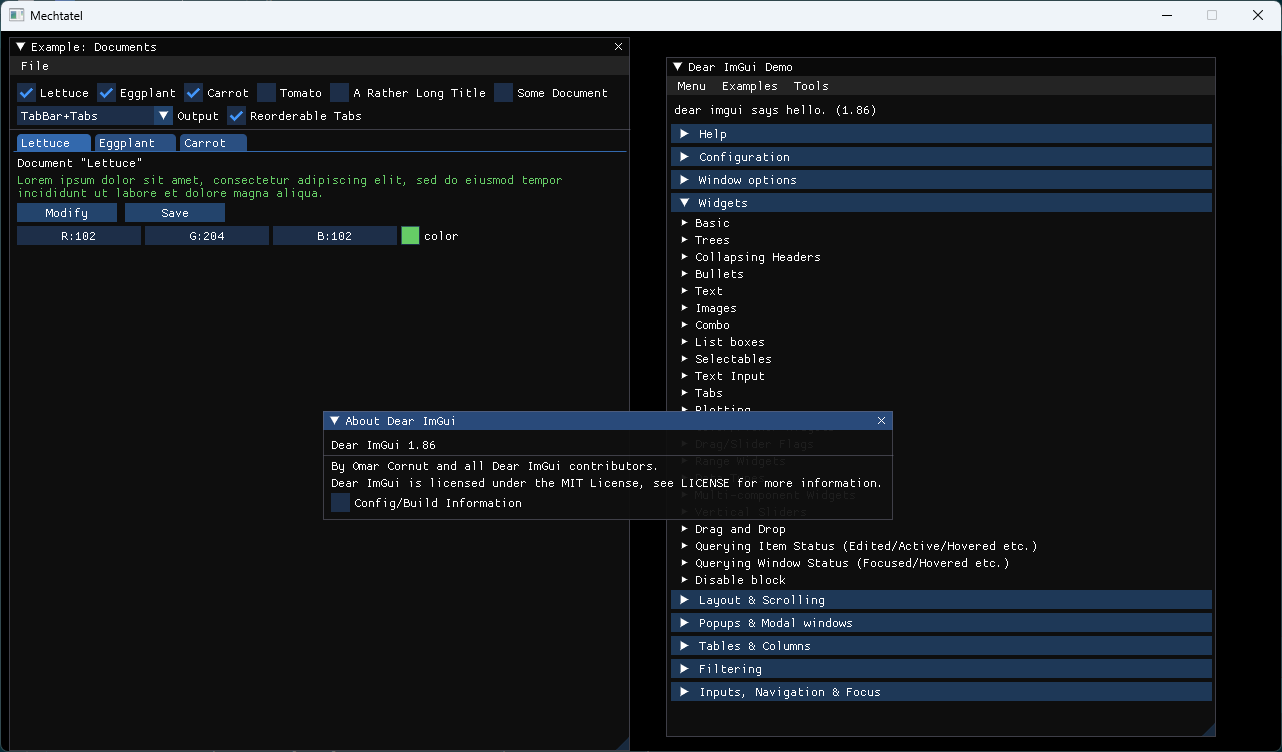 Mechtatel
Example: Documents
File
Lettuce Eggplant Carrot Tomato A Rather Long Title Some Document
TabBar+Tabs Output Reorderable Tabs
Lettuce Eggplant Carrot
Document "Lettuce"
Lorem ipsum dolor sit amet, consectetur adipiscing elit, sed do eiusmod tempor
incididunt ut labore et dolore magna aliqua.
Modify Save
R:102 G:204 B:102 color
Dear ImGui Demo
Menu Examples Tools
dear imgui says hello. (1.86)
Help
Configuration
Window options
Widgets
Basic
Trees
Collapsing Headers
Bullets
Text
Images
Combo
List boxes
Selectables
Text Input
Tabs
Plotting
Drag/Slider Flags
Range Widgets
Multi-component Widgets
Vertical Sliders
Drag and Drop
Querying Item Status (Edited/Active/Hovered etc.)
Querying Window Status (Focused/Hovered etc.)
Disable block
Layout & Scrolling
Popups & Modal windows
Tables & Columns
Filtering
Inputs, Navigation & Focus
About Dear ImGui
Dear ImGui 1.86
By Omar Cornut and all Dear ImGui contributors.
Dear ImGui is licensed under the MIT License, see LICENSE for more information.
Config/Build Information